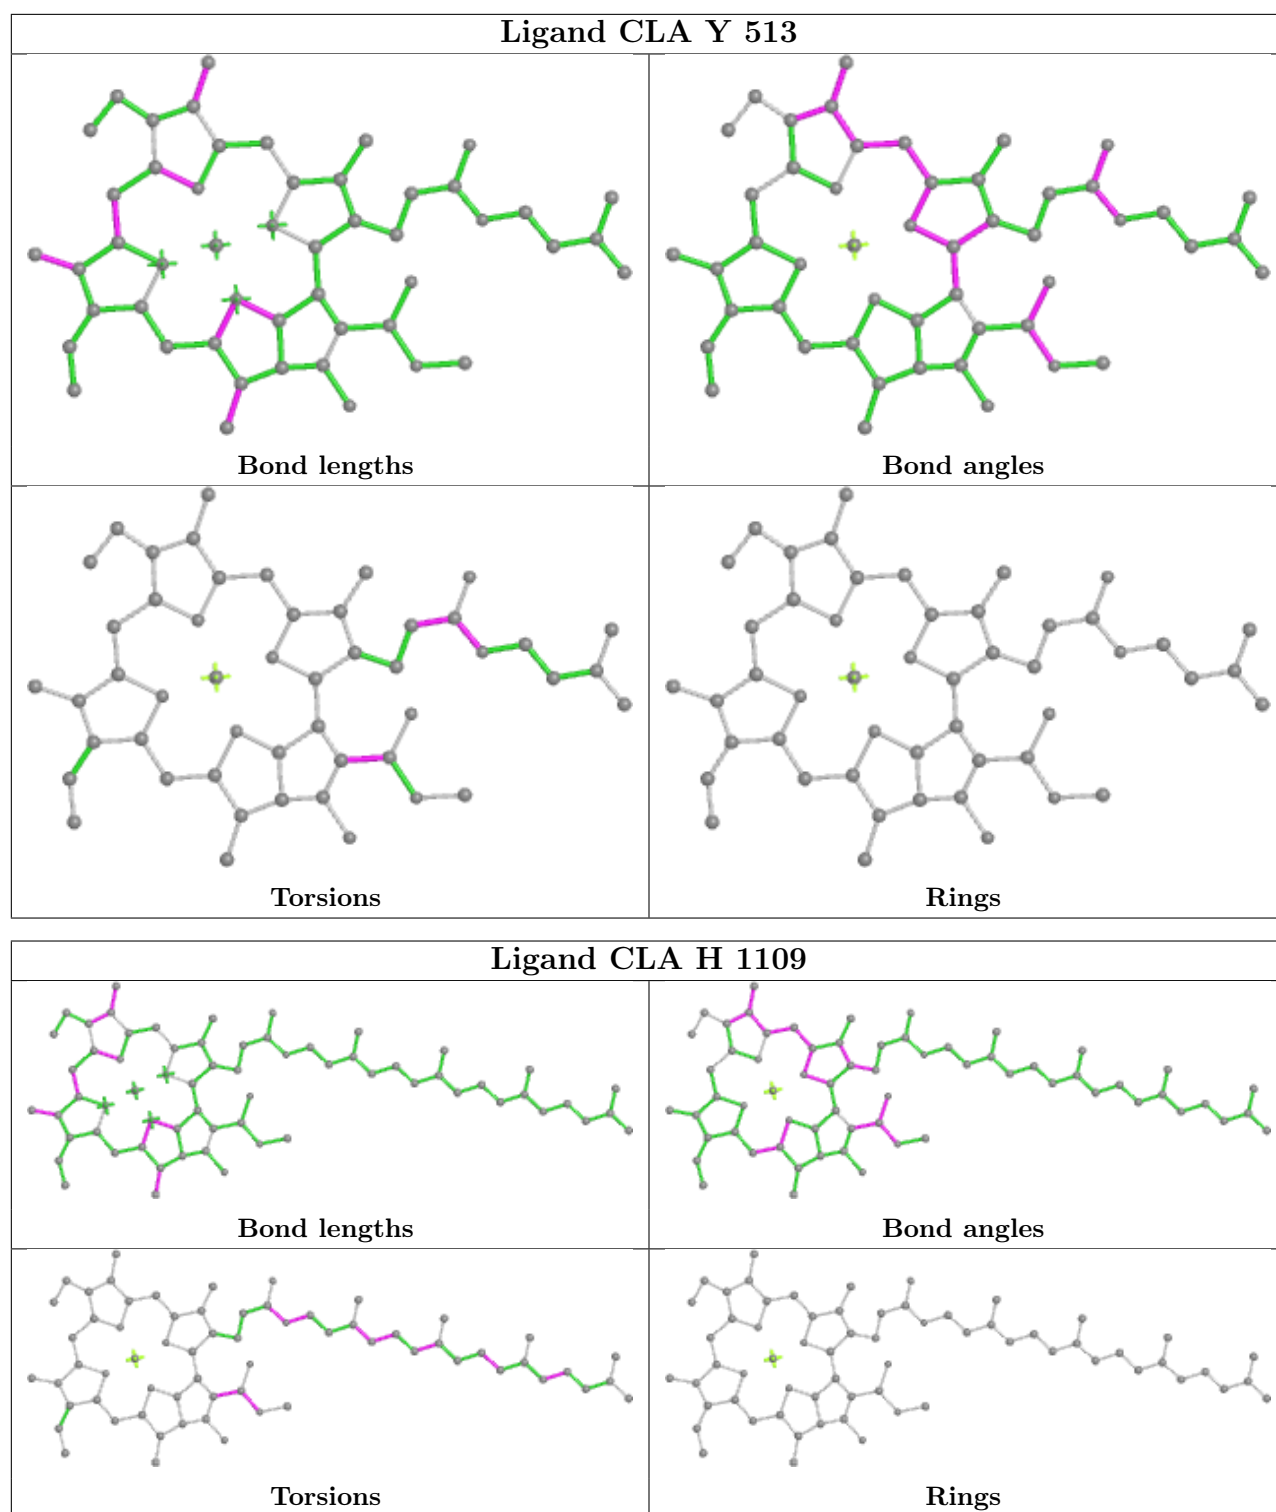 Ligand CLA Y 513
Bond lengths
Bond angles
Torsions
Rings
Ligand CLA H 1109
Bond lengths
Bond angles
Torsions
Rings